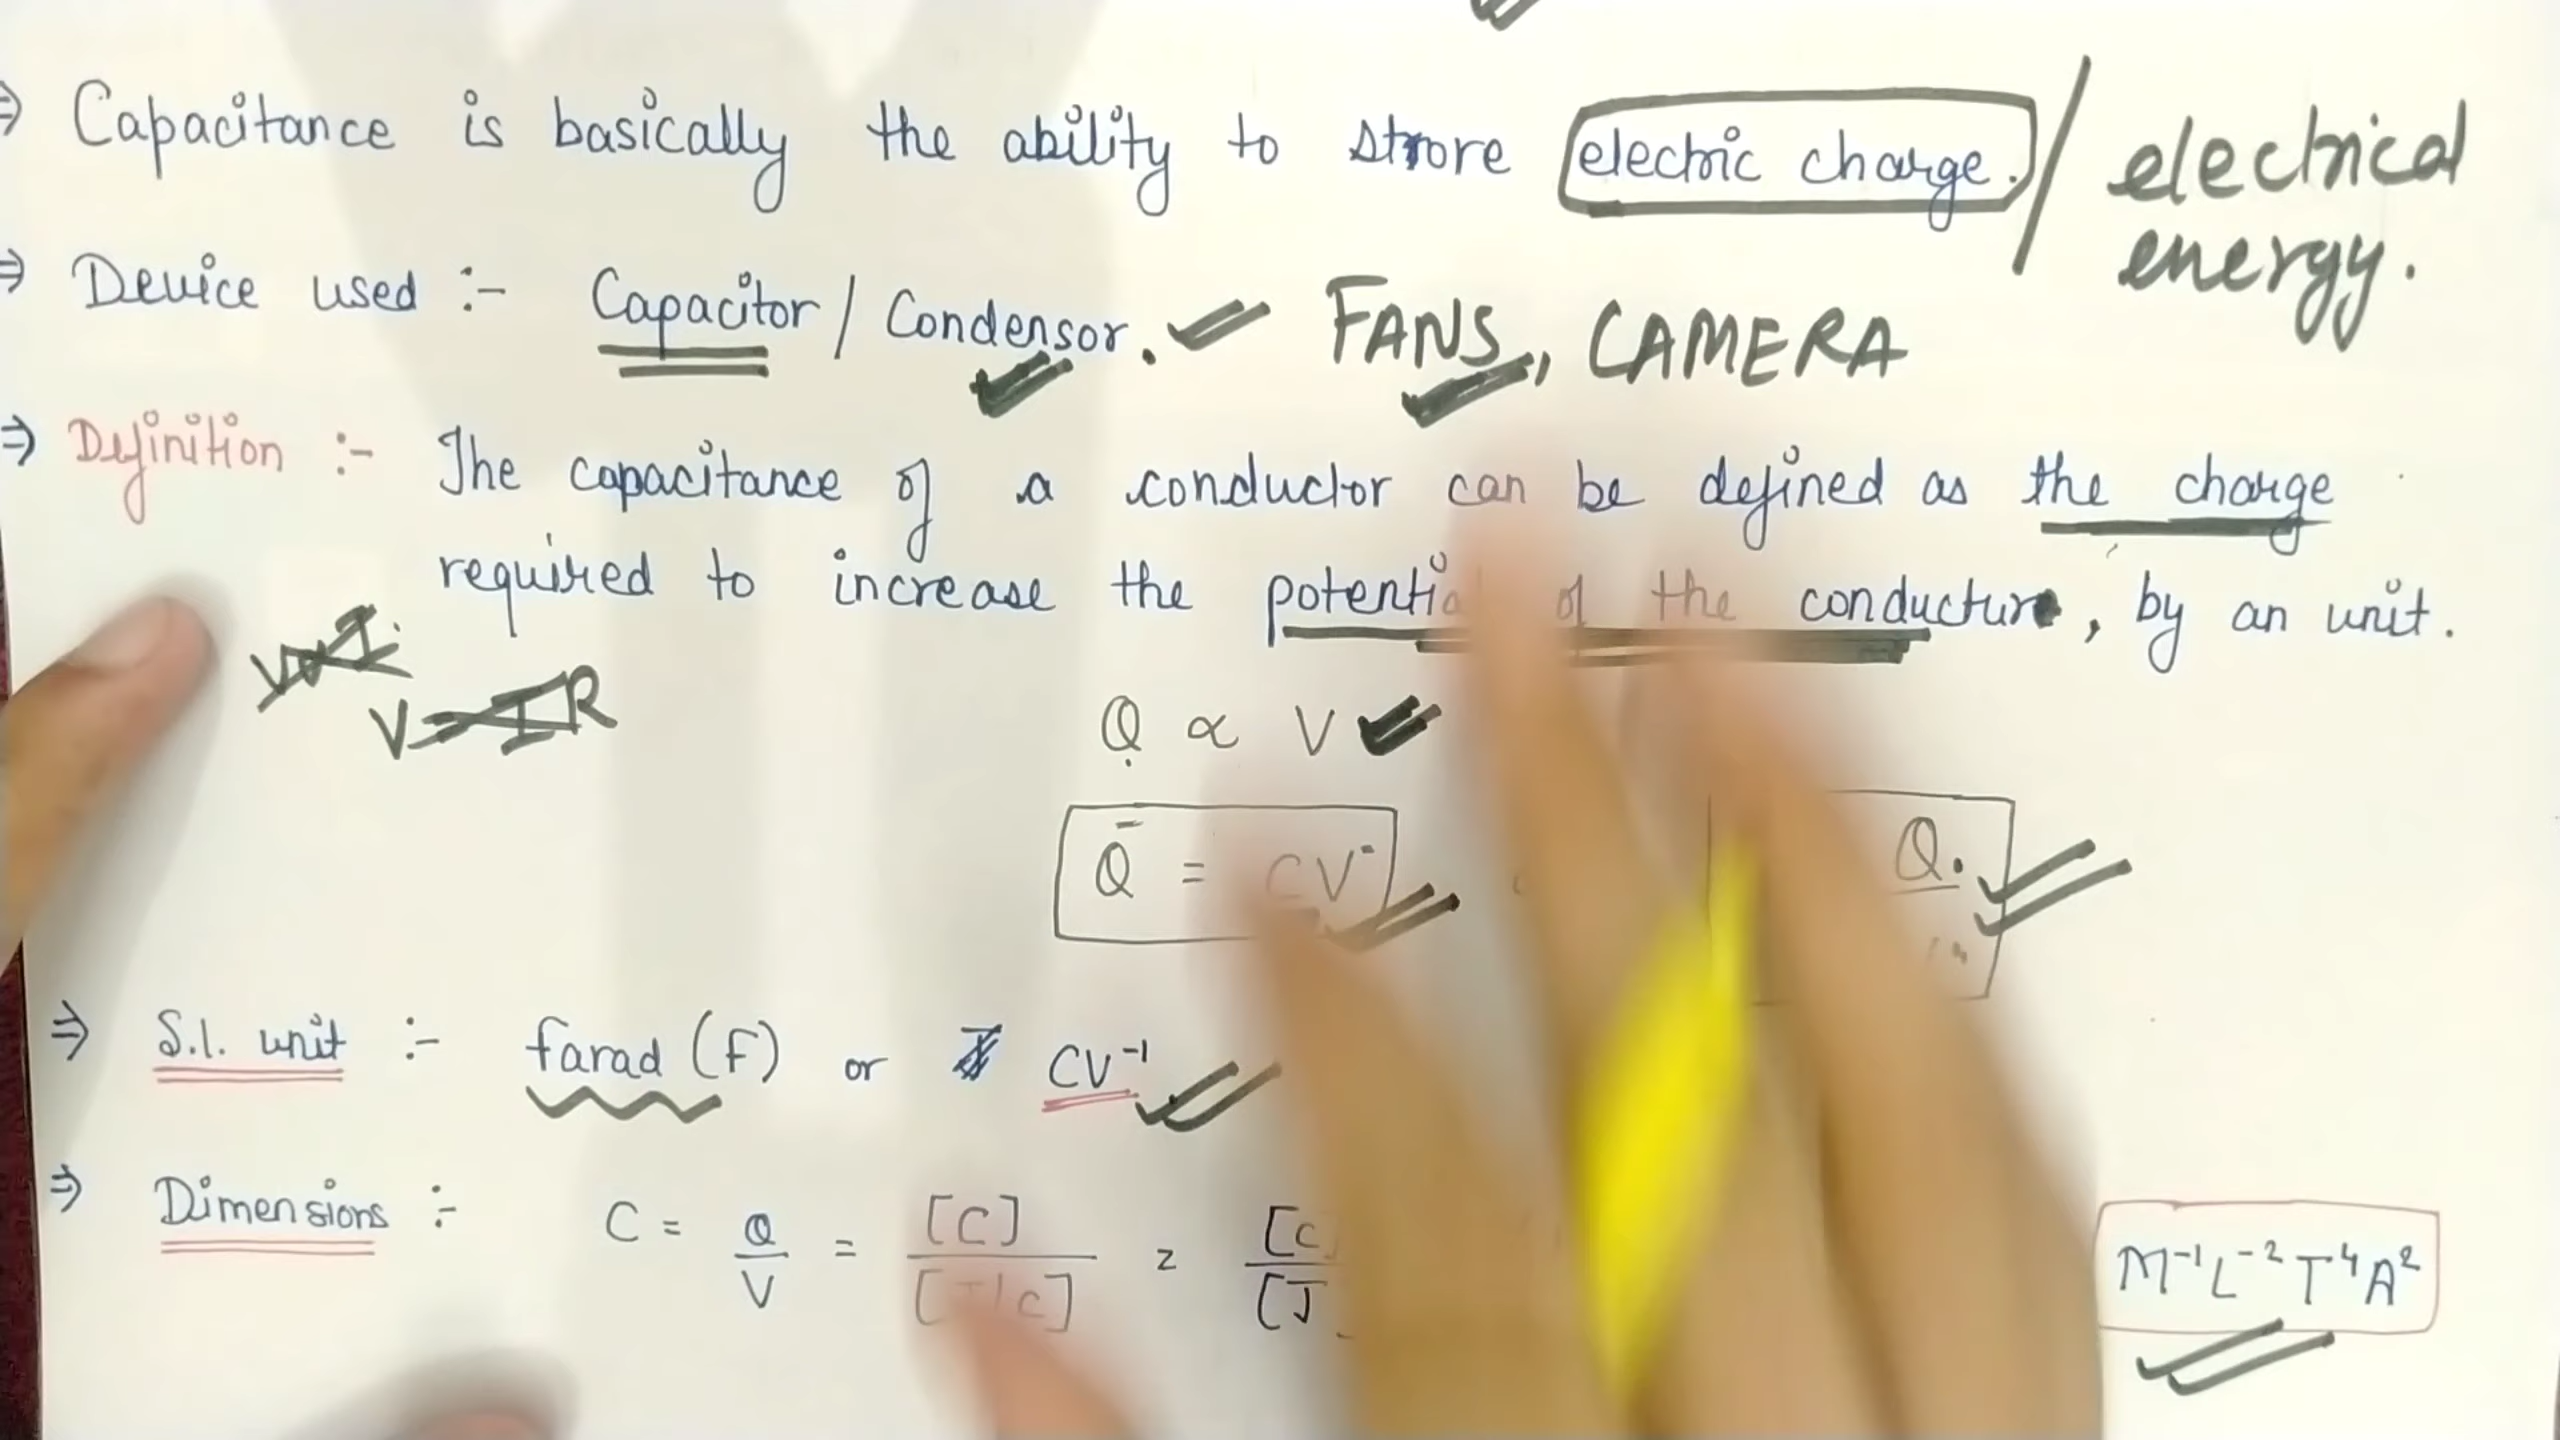 ⇒ Capacitance is basically the ability to strore electric charge. / electrical energy.
⇒ Device used :- Capacitor / Condensor. FANS, CAMERA
⇒ Definition :- The capacitance of a conductor can be defined as the charge
required to increase the of the conducture, by an unit.
V∝I
V=IR
Q ∝ V
Q = CV
Q
⇒ S.I. unit :- farad (F) or CV⁻¹
⇒ Dimensions :- C = Q/V = [C]/[J/C] =
M⁻¹L⁻²T⁴A²